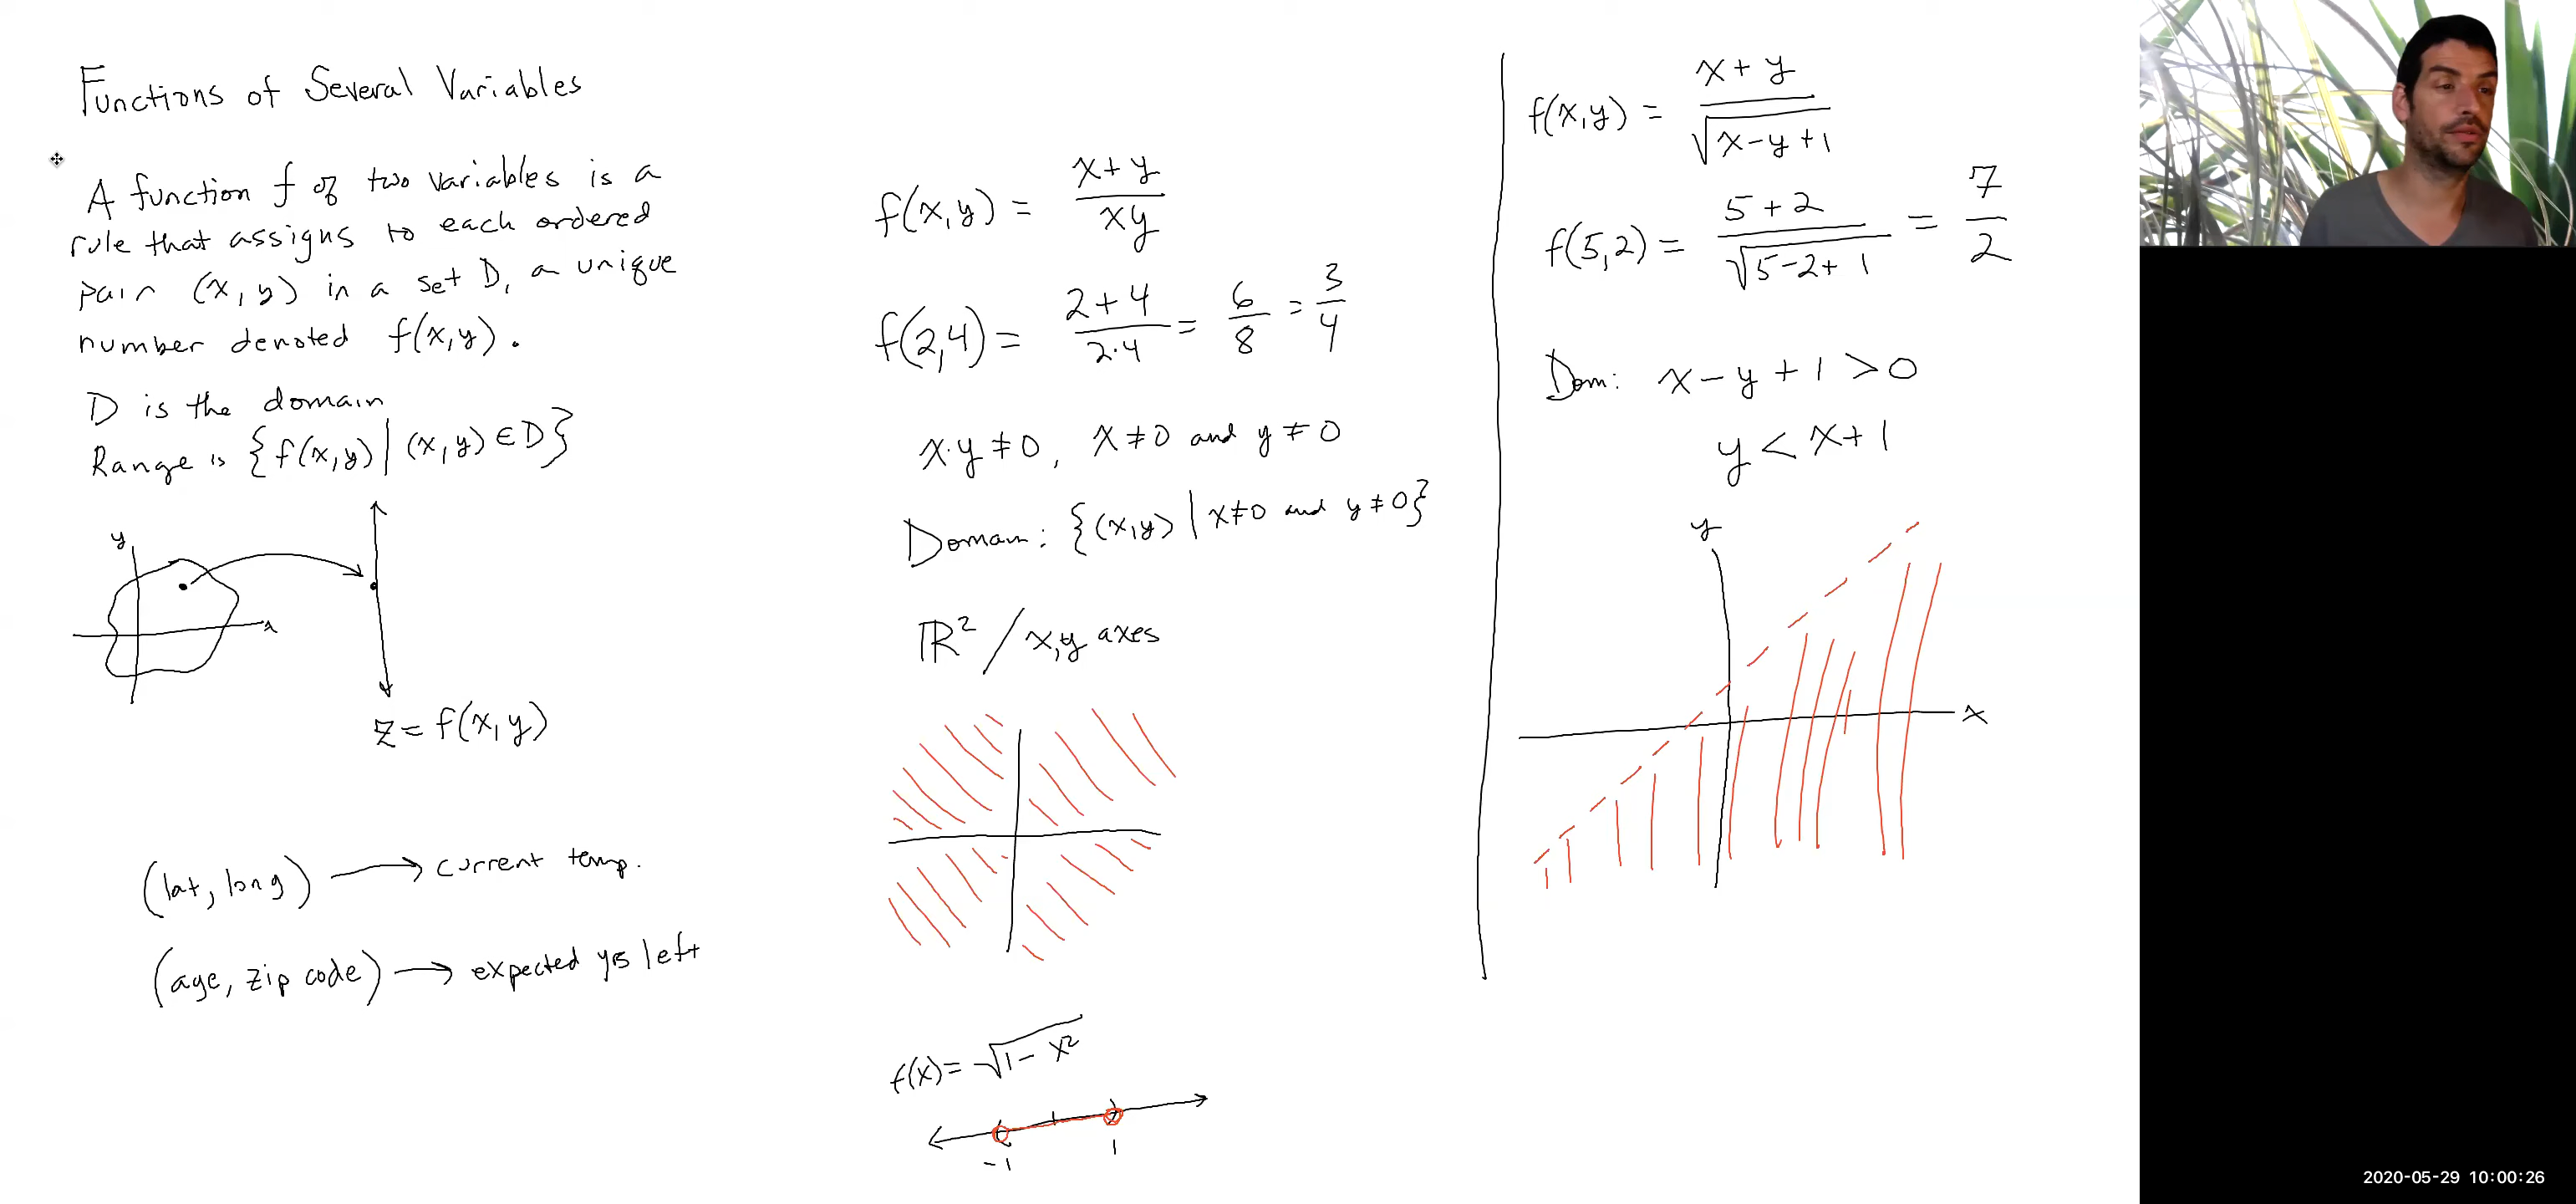 Functions of Several Variables
A function f of two variables is a
rule that assigns to each ordered
pair (x, y) in a set D, a unique
number denoted f(x,y).
D is the domain
Range is {f(x,y) | (x,y) ∈ D}
y
x
z = f(x,y)
(lat, long) → current temp.
(age, zip code) → expected yrs left
f(x,y) = (x+y)/(xy)
f(2,4) = (2+4)/(2·4) = 6/8 = 3/4
x·y ≠ 0, x ≠ 0 and y ≠ 0
Domain: {(x,y) | x≠0 and y≠0}
ℝ² / x,y axes
f(x) = √(1 − x²)
-1
1
f(x,y) = (x+y)/√(x−y+1)
f(5,2) = (5+2)/√(5−2+1) = 7/2
Dom: x − y + 1 > 0
y < x+1
y
x
2020-05-29 10:00:26